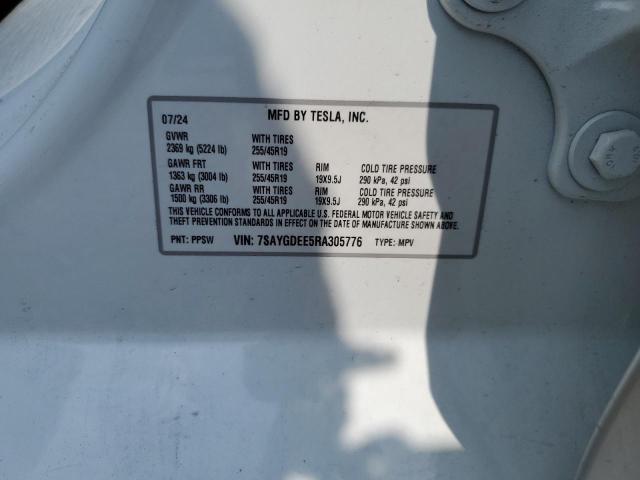 07/24 MFD BY TESLA, INC.
GVWR WITH TIRES
2369 kg (5224 lb) 255/45R19
GAWR FRT WITH TIRES RIM COLD TIRE PRESSURE
1363 kg (3004 lb) 255/45R19 19X9.5J 290 kPa, 42 psi
GAWR RR WITH TIRES RIM COLD TIRE PRESSURE
1500 kg (3306 lb) 255/45R19 19X9.5J 290 kPa, 42 psi
THIS VEHICLE CONFORMS TO ALL APPLICABLE U.S. FEDERAL MOTOR VEHICLE SAFETY AND
THEFT PREVENTION STANDARDS IN EFFECT ON THE DATE OF MANUFACTURE SHOWN ABOVE.
PNT: PPSW VIN: 7SAYGDEE5RA305776 TYPE: MPV